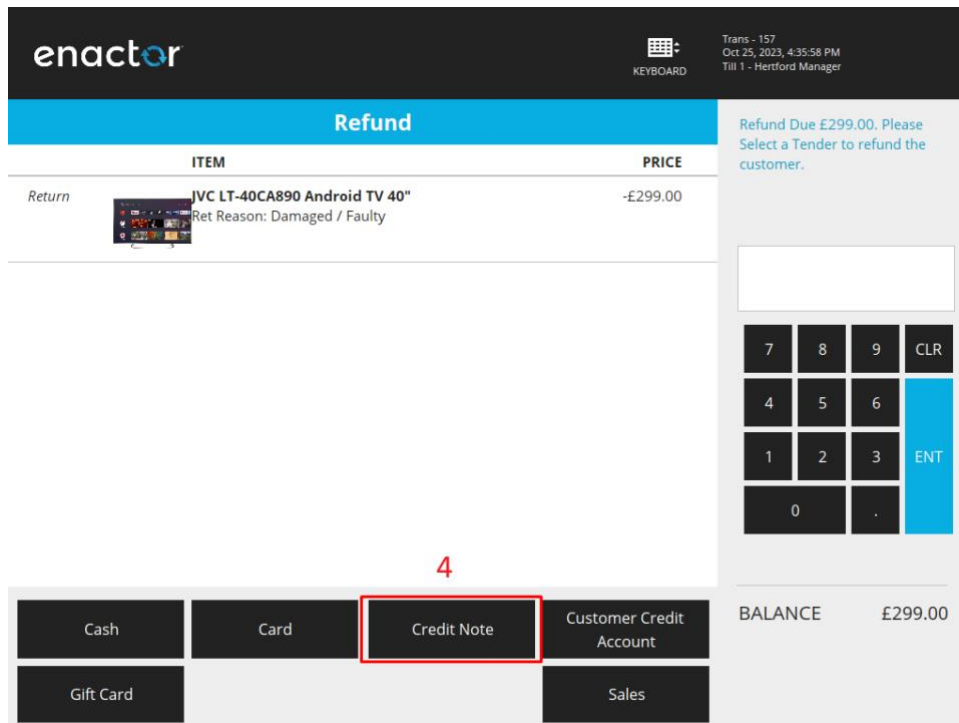 enactor
KEYBOARD
Trans - 157
Oct 25, 2023, 4:35:58 PM
Till 1 - Hertford Manager
Refund
ITEM PRICE
Return JVC LT-40CA890 Android TV 40" -£299.00
Ret Reason: Damaged / Faulty
Refund Due £299.00. Please
Select a Tender to refund the
customer.
7 8 9 CLR
4 5 6
1 2 3 ENT
0 .
BALANCE £299.00
4
Cash Card Credit Note Customer Credit
Account
Gift Card Sales